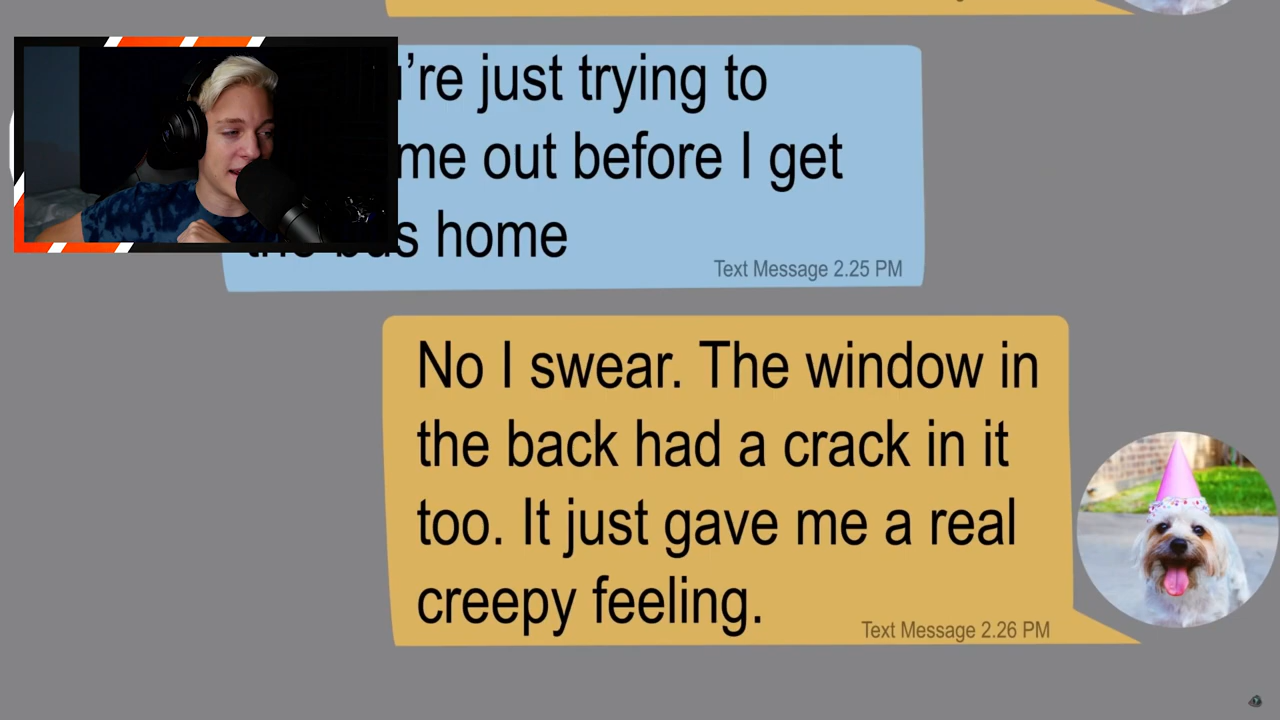 're just trying to
me out before I get
the bus home
Text Message 2.25 PM
No I swear. The window in
the back had a crack in it
too. It just gave me a real
creepy feeling.
Text Message 2.26 PM